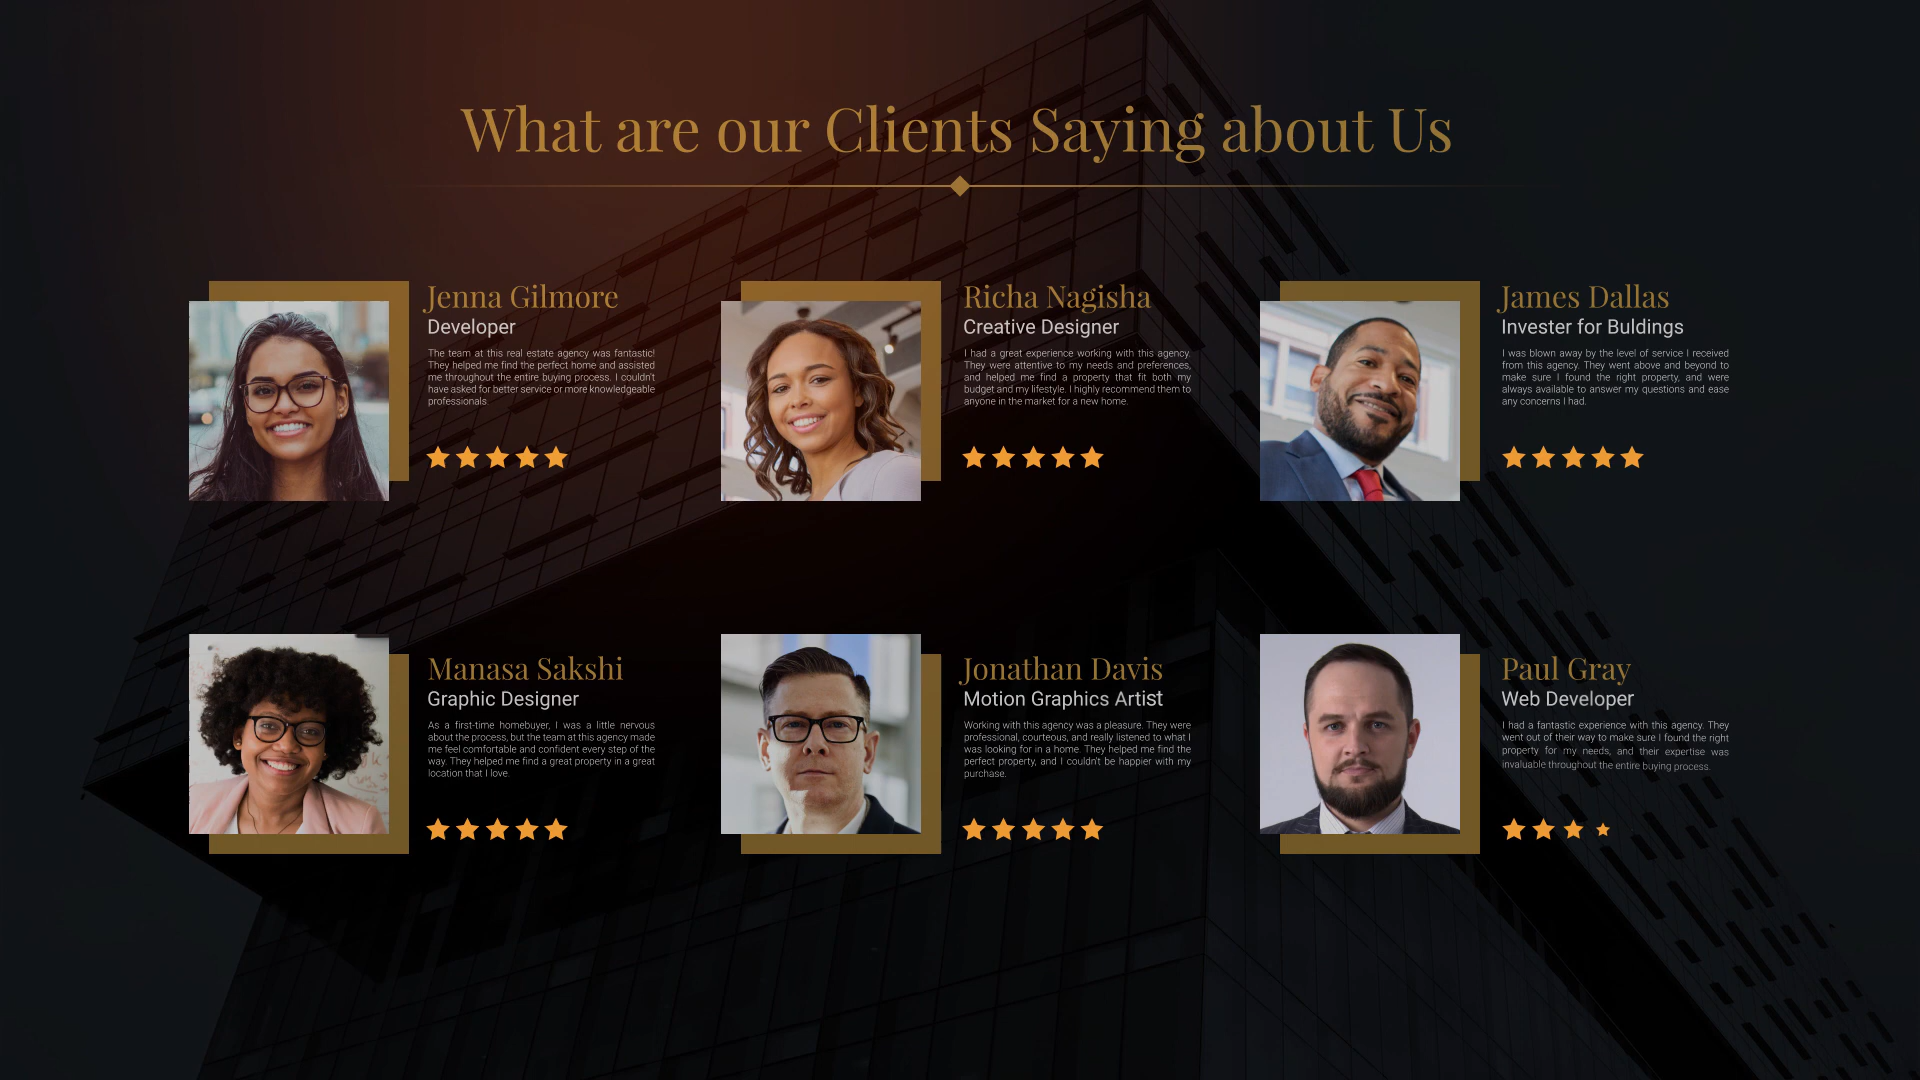 What are our Clients Saying about Us
Jenna Gilmore
Developer
The team at this real estate agency was fantastic!
They helped me find the perfect home and assisted
me throughout the entire buying process. I couldn't
have asked for better service or more knowledgeable
professionals.
Richa Nagisha
Creative Designer
I had a great experience working with this agency.
They were attentive to my needs and preferences,
and helped me find a property that fit both my
budget and my lifestyle. I highly recommend them to
anyone in the market for a new home.
James Dallas
Invester for Buldings
I was blown away by the level of service I received
from this agency. They went above and beyond to
make sure I found the right property, and were
always available to answer my questions and ease
any concerns I had.
Manasa Sakshi
Graphic Designer
As a first-time homebuyer, I was a little nervous
about the process, but the team at this agency made
me feel comfortable and confident every step of the
way. They helped me find a great property in a great
location that I love.
Jonathan Davis
Motion Graphics Artist
Working with this agency was a pleasure. They were
professional, courteous, and really listened to what I
was looking for in a home. They helped me find the
perfect property, and I couldn't be happier with my
purchase.
Paul Gray
Web Developer
I had a fantastic experience with this agency. They
went out of their way to make sure I found the right
property for my needs, and their expertise was
invaluable throughout the entire buying process.